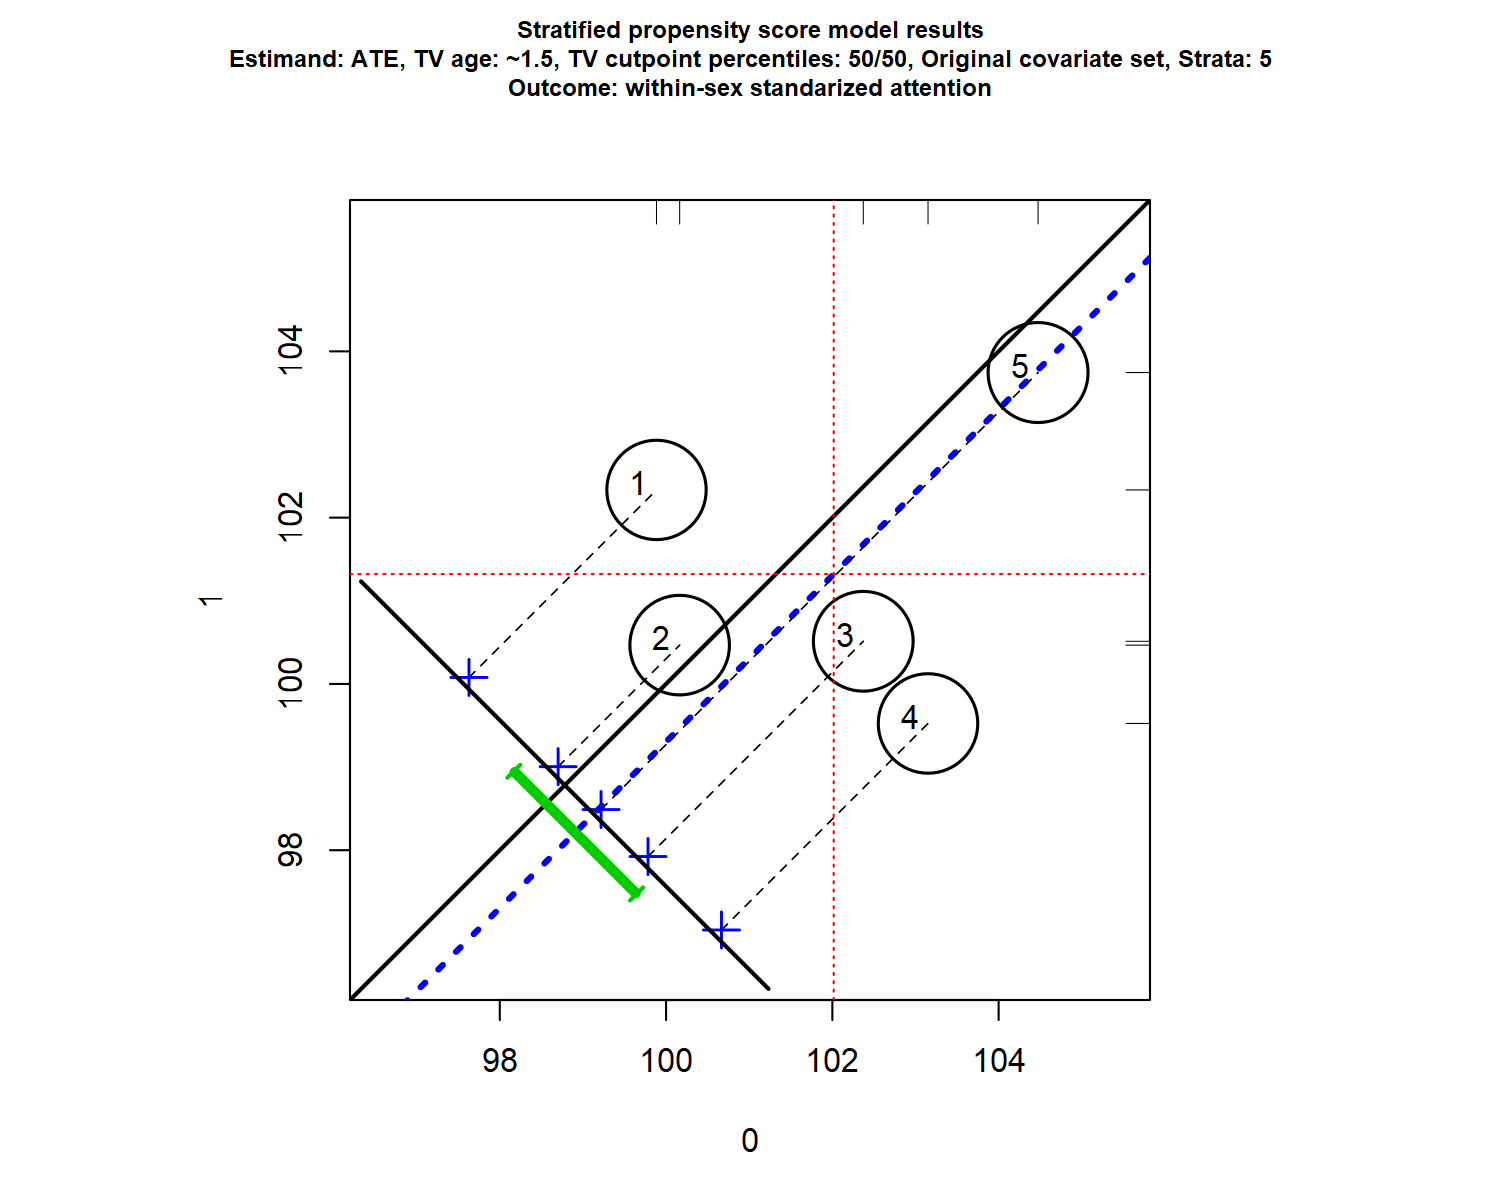 Stratified propensity score model results
Estimand: ATE, TV age: ~1.5, TV cutpoint percentiles: 50/50, Original covariate set, Strata: 5
Outcome: within-sex standarized attention
104
5
1
102
1
2
3
100
4
98
98 100 102 104
0